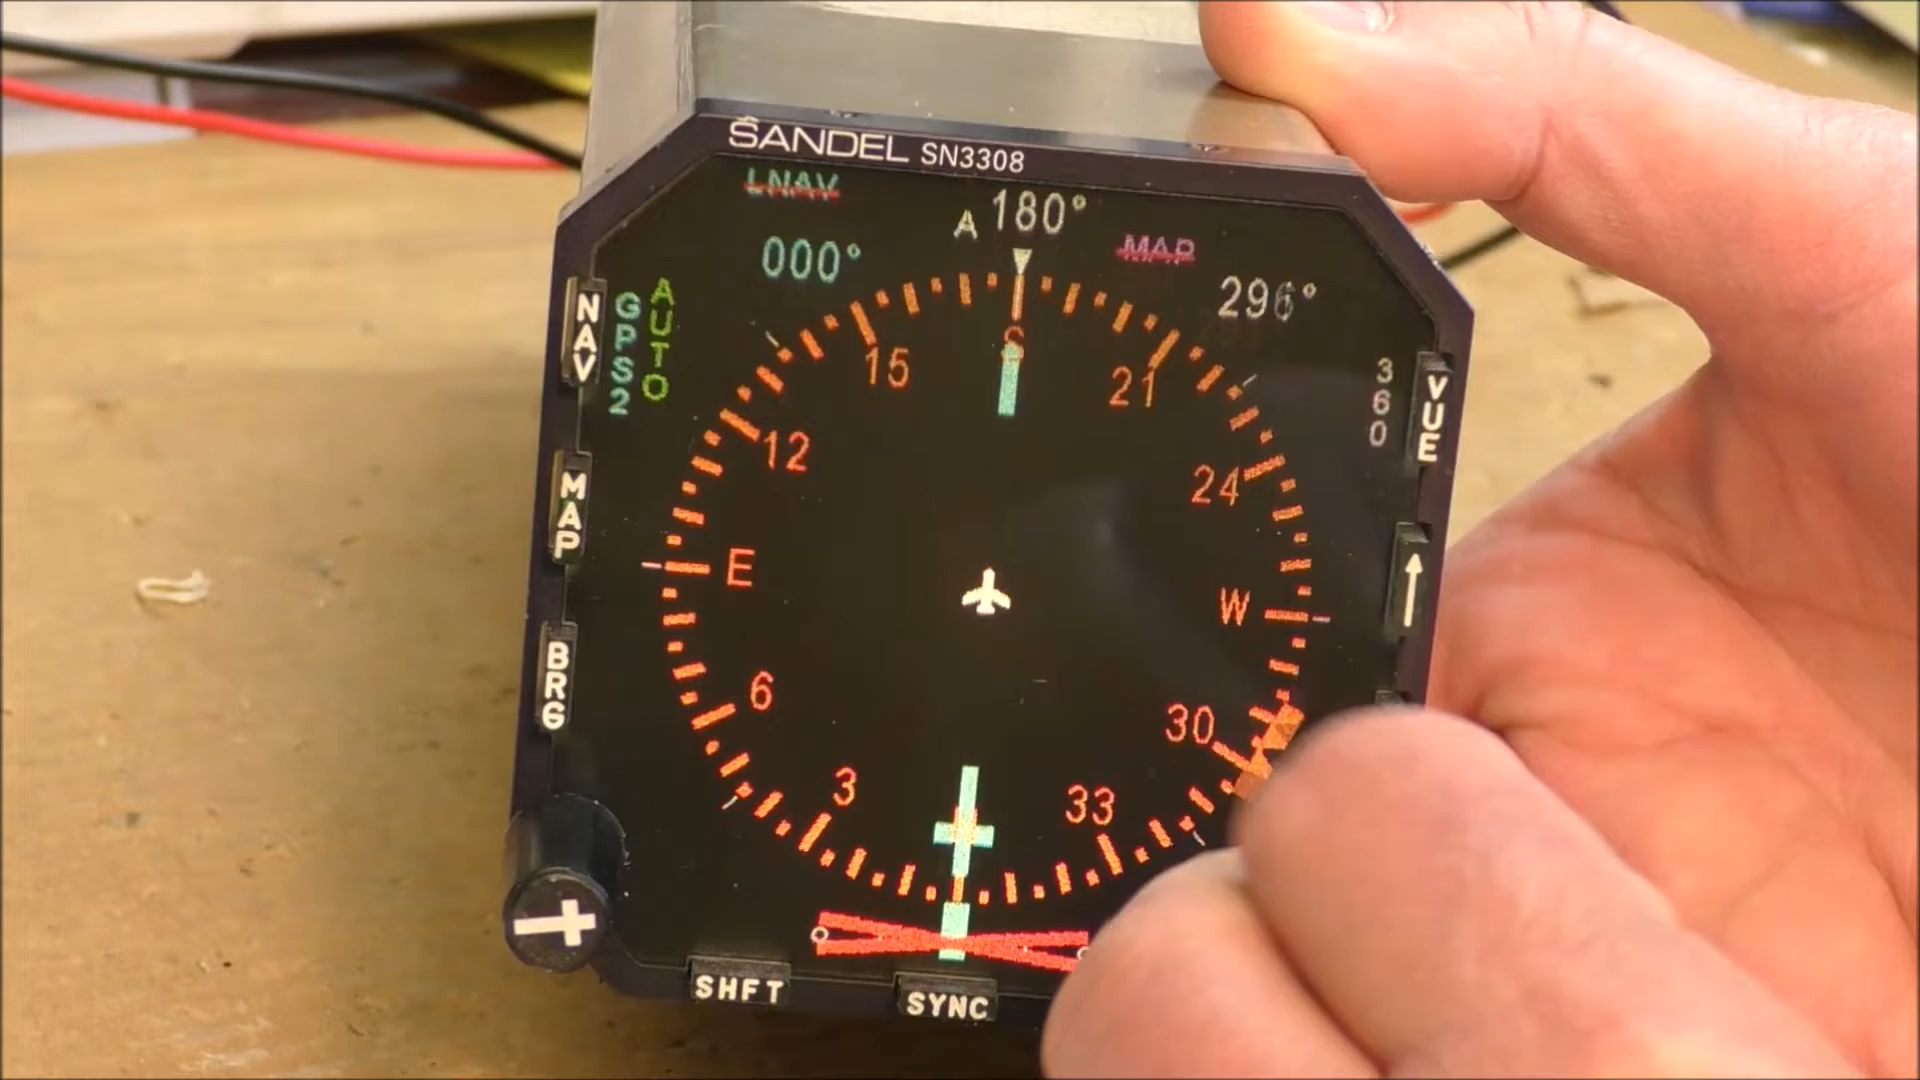 SANDEL SN3308
LNAV
A 180°
000°
MAP
296°
NAV
GPS2
AUTO
360
VUE
S
15
21
12
24
MAP
E
W
BRG
6
30
3
33
SHFT
SYNC